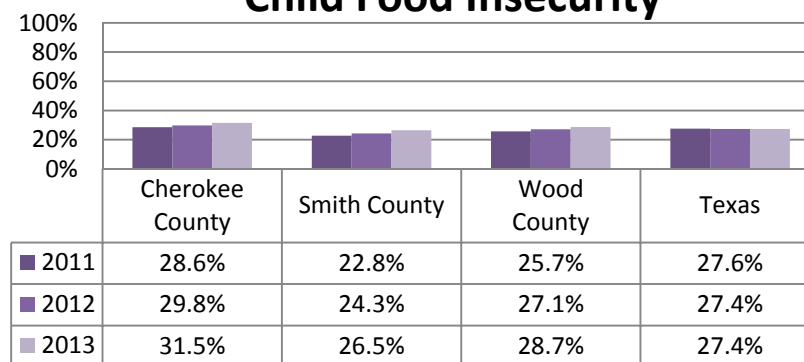 Child Food Insecurity
100%
80%
60%
40%
20%
0%
Cherokee County Smith County Wood County Texas
2011 28.6% 22.8% 25.7% 27.6%
2012 29.8% 24.3% 27.1% 27.4%
2013 31.5% 26.5% 28.7% 27.4%